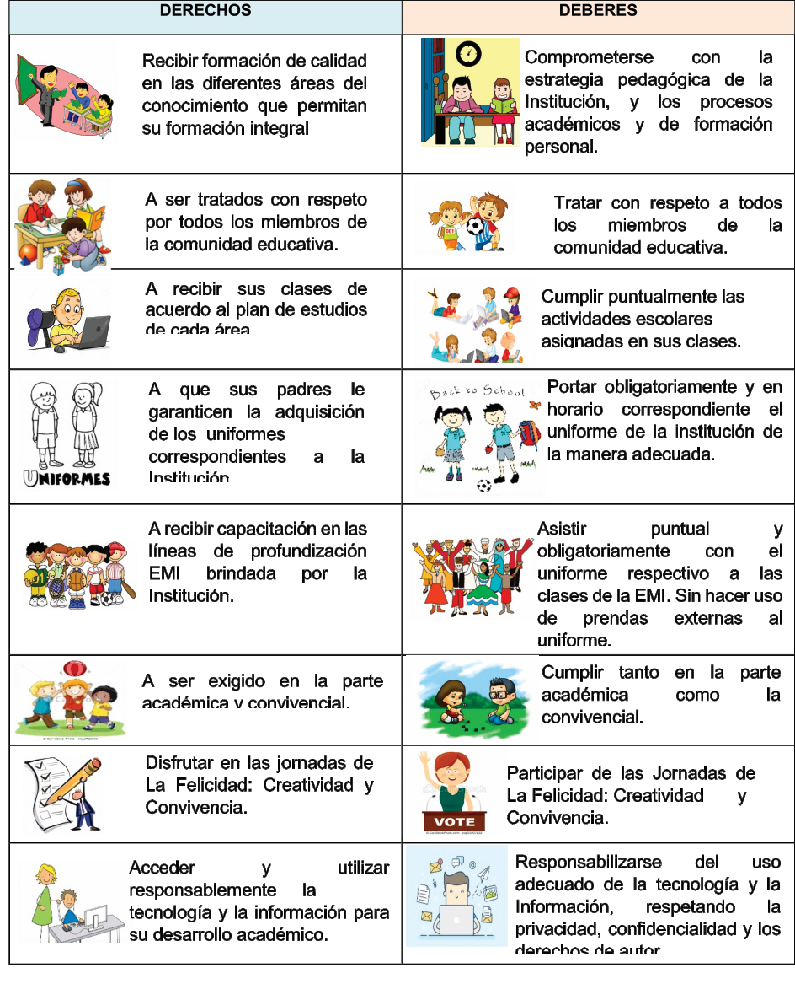 DERECHOS
DEBERES
Recibir formación de calidad
en las diferentes áreas del
conocimiento que permitan
su formación integral
Comprometerse con la
estrategia pedagógica de la
Institución, y los procesos
académicos y de formación
personal.
A ser tratados con respeto
por todos los miembros de
la comunidad educativa.
001
Tratar con respeto a todos
los miembros de la
comunidad educativa.
A recibir sus clases de
acuerdo al plan de estudios
de cada área
Cumplir puntualmente las
actividades escolares
asignadas en sus clases.
UNIFORMES
A que sus padres le
garanticen la adquisición
de los uniformes
correspondientes a la
Institución
Back to School
Portar obligatoriamente y en
horario correspondiente el
uniforme de la institución de
la manera adecuada.
01
A recibir capacitación en las
líneas de profundización
EMI brindada por la
Institución.
Asistir puntual y
obligatoriamente con el
uniforme respectivo a las
clases de la EMI. Sin hacer uso
de prendas externas al
uniforme.
A ser exigido en la parte
académica y convivencial.
Cumplir tanto en la parte
académica como la
convivencial.
Disfrutar en las jornadas de
La Felicidad: Creatividad y
Convivencia.
VOTE
Participar de las Jornadas de
La Felicidad: Creatividad y
Convivencia.
Acceder y utilizar
responsablemente la
tecnología y la información para
su desarrollo académico.
Responsabilizarse del uso
adecuado de la tecnología y la
Información, respetando la
privacidad, confidencialidad y los
derechos de autor